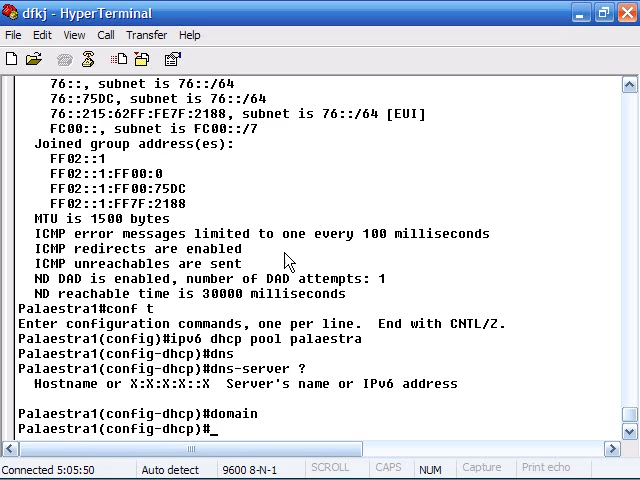 dfkj - HyperTerminal
File Edit View Call Transfer Help
76::, subnet is 76::/64
76::75DC, subnet is 76::/64
76::215:62FF:FE7F:2188, subnet is 76::/64 [EUI]
FC00::, subnet is FC00::/7
Joined group address(es):
FF02::1
FF02::1:FF00:0
FF02::1:FF00:75DC
FF02::1:FF7F:2188
MTU is 1500 bytes
ICMP error messages limited to one every 100 milliseconds
ICMP redirects are enabled
ICMP unreachables are sent
ND DAD is enabled, number of DAD attempts: 1
ND reachable time is 30000 milliseconds
Palaestra1#conf t
Enter configuration commands, one per line.  End with CNTL/Z.
Palaestra1(config)#ipv6 dhcp pool palaestra
Palaestra1(config-dhcp)#dns
Palaestra1(config-dhcp)#dns-server ?
Hostname or X:X:X:X::X  Server's name or IPv6 address
Palaestra1(config-dhcp)#domain
Palaestra1(config-dhcp)#_
Connected 5:05:50 Auto detect 9600 8-N-1 SCROLL CAPS NUM Capture Print echo